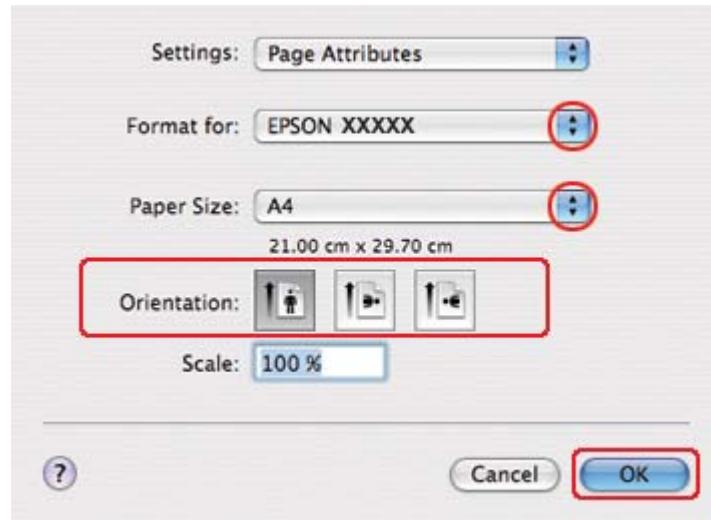 Settings: Page Attributes
Format for: EPSON XXXXX
Paper Size: A4
21.00 cm x 29.70 cm
Orientation:
Scale: 100 %
? Cancel OK